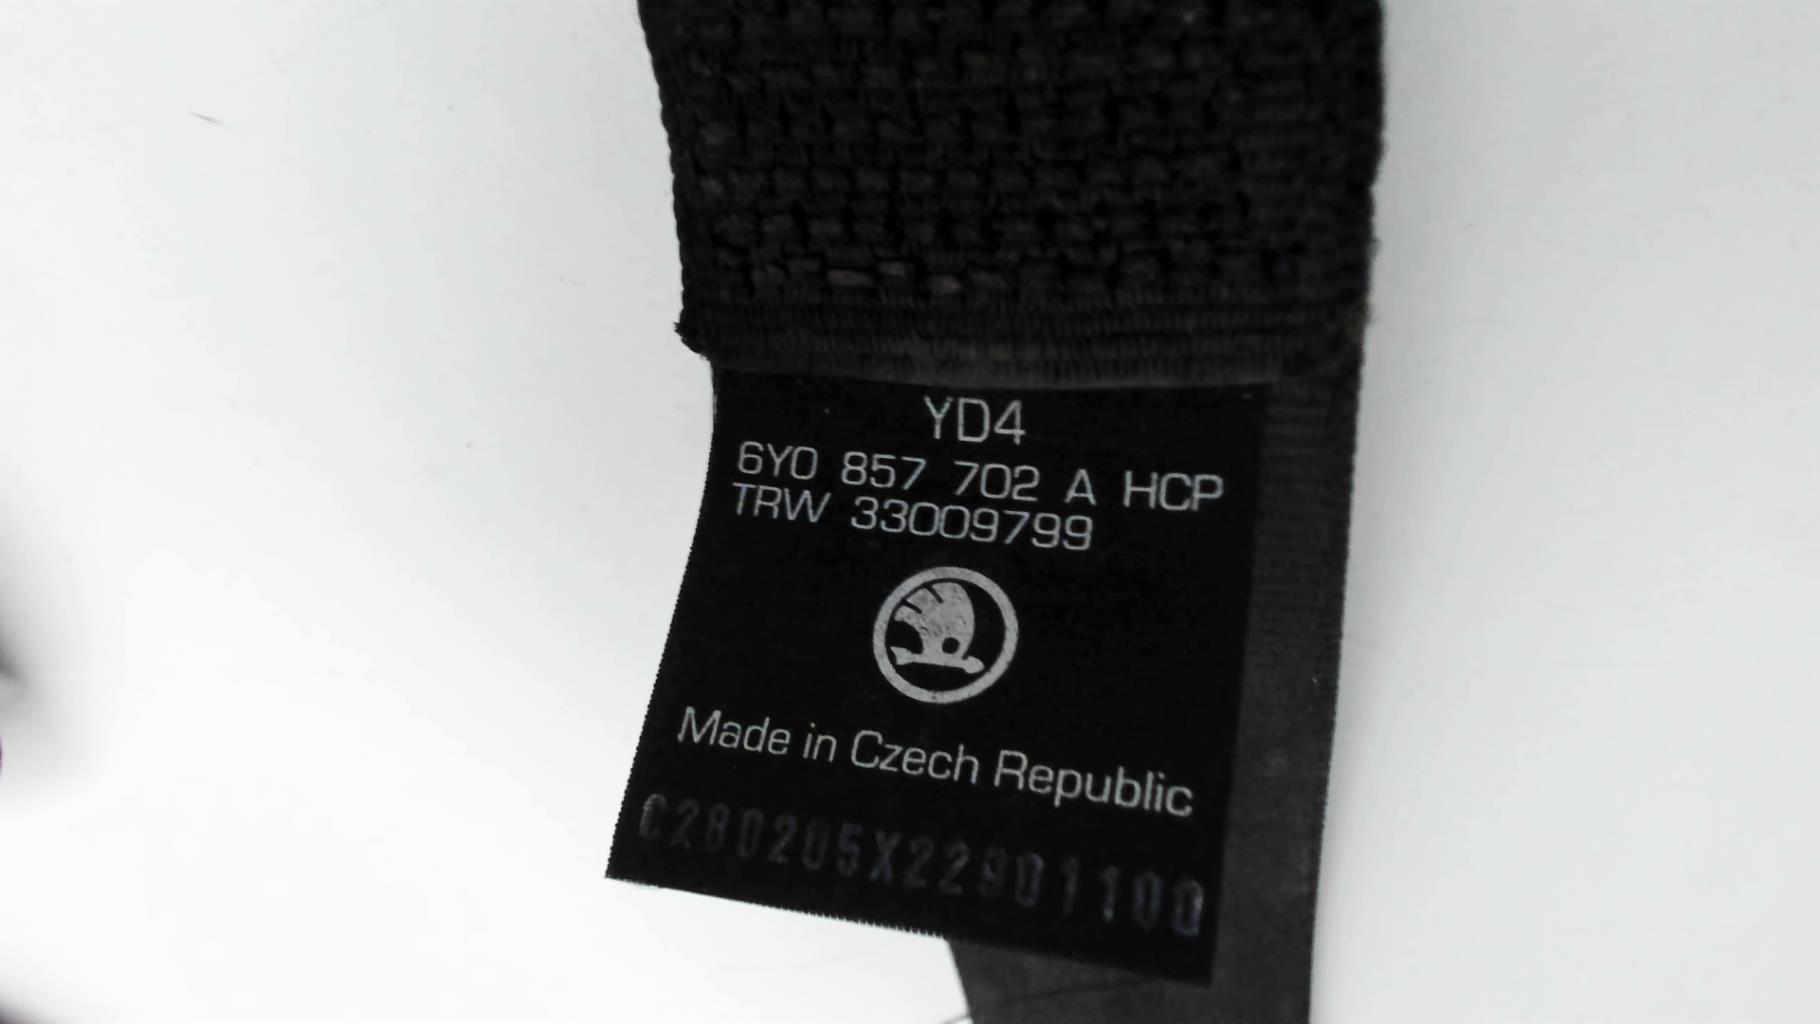 YD4
6Y0 857 702 A HCP
TRW 33009799
Made in Czech Republic
C280205X22901100